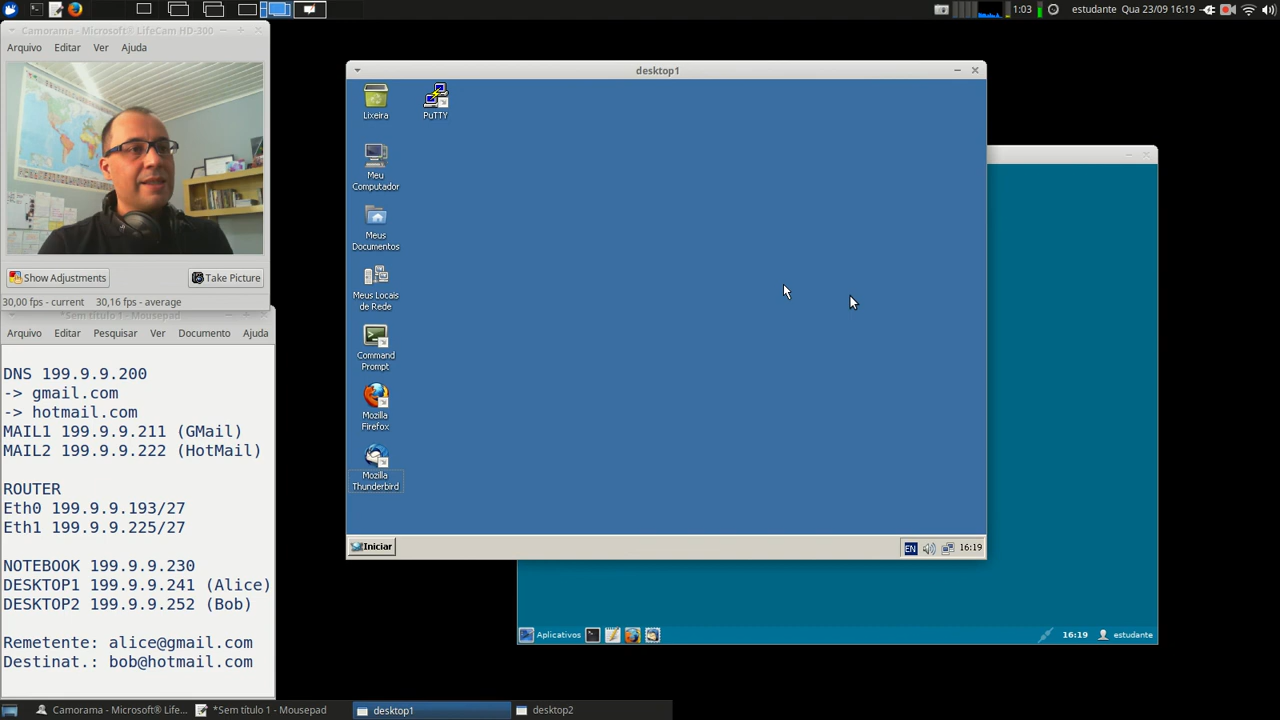 1:03
estudante
Qua 23/09 16:19
Camorama - Microsoft® LifeCam HD-300
Arquivo Editar Ver Ajuda
Show Adjustments
Take Picture
30,00 fps - current 30,16 fps - average
*Sem título 1 - Mousepad
Arquivo Editar Pesquisar Ver Documento Ajuda
DNS 199.9.9.200
-> gmail.com
-> hotmail.com
MAIL1 199.9.9.211 (GMail)
MAIL2 199.9.9.222 (HotMail)
ROUTER
Eth0 199.9.9.193/27
Eth1 199.9.9.225/27
NOTEBOOK 199.9.9.230
DESKTOP1 199.9.9.241 (Alice)
DESKTOP2 199.9.9.252 (Bob)
Remetente: alice@gmail.com
Destinat.: bob@hotmail.com
desktop1
Lixeira
PuTTY
Meu
Computador
Meus
Documentos
Meus Locais
de Rede
Command
Prompt
Mozilla
Firefox
Mozilla
Thunderbird
Iniciar
EN
16:19
Aplicativos
16:19
estudante
Camorama - Microsoft® LifeC...
*Sem título 1 - Mousepad
desktop1
desktop2